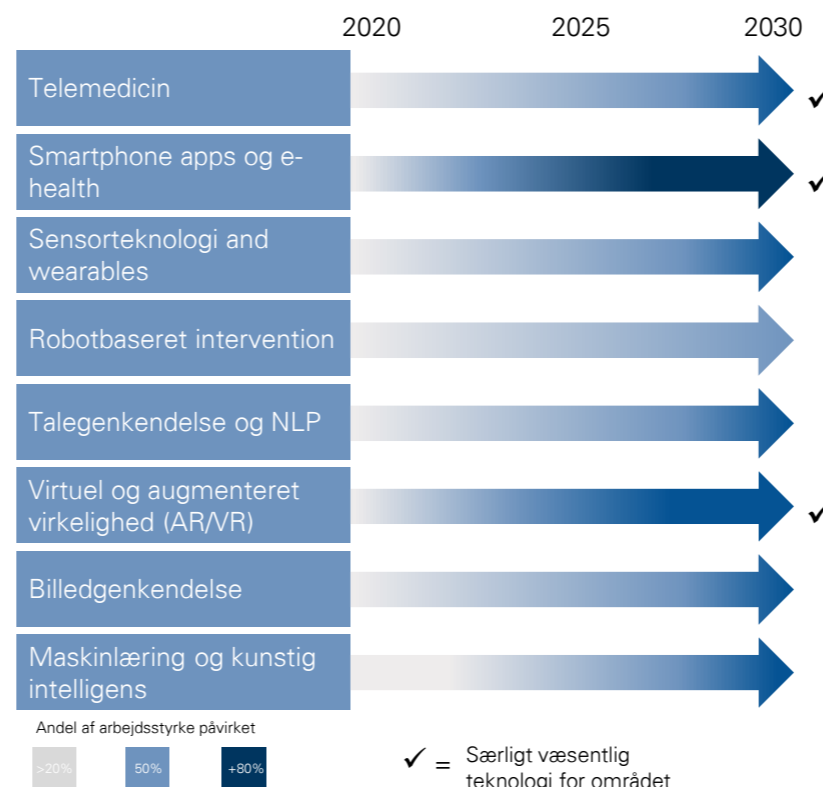 2020 2025 2030
Telemedicin
✓
Smartphone apps og e-
health
✓
Sensorteknologi and
wearables
Robotbaseret intervention
Talegenkendelse og NLP
Virtuel og augmenteret
virkelighed (AR/VR)
✓
Billedgenkendelse
Maskinlæring og kunstig
intelligens
Andel af arbejdsstyrke påvirket
>20% 50% +80%
✓ = Særligt væsentlig
teknologi for området